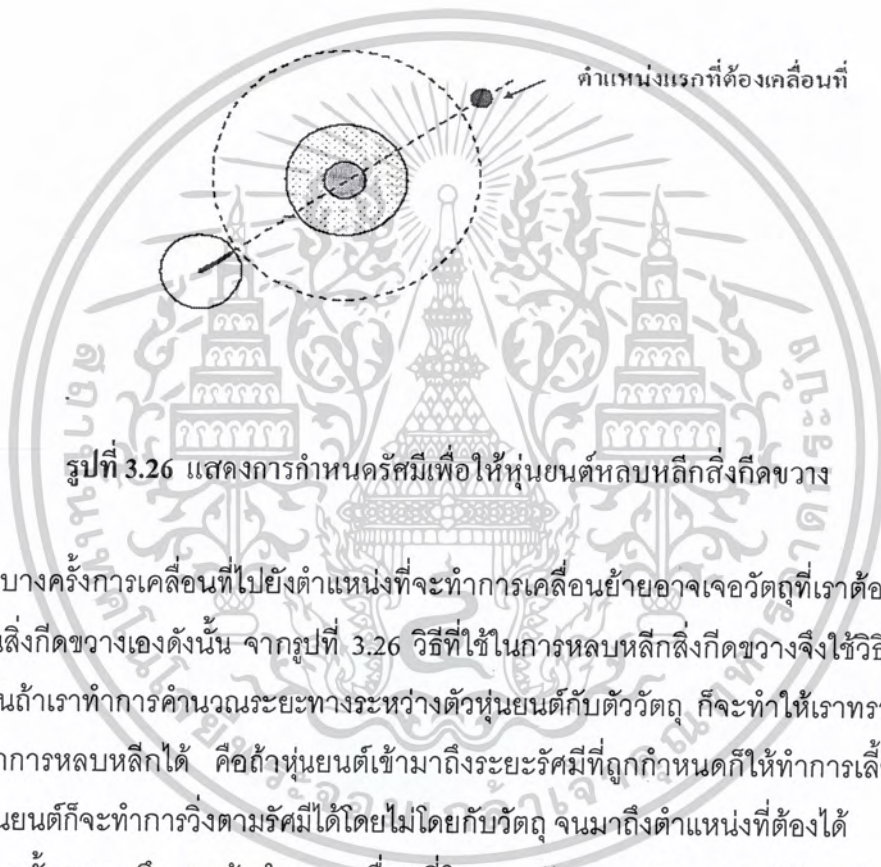 ตำแหน่งแรกที่ต้องเคลื่อนที่
รูปที่ 3.26 แสดงการกำหนดรัศมีเพื่อให้หุ่นยนต์หลบหลีกสิ่งกีดขวาง
บางครั้งการเคลื่อนที่ไปยังตำแหน่งที่จะทำการเคลื่อนย้ายอาจเจอวัตถุที่เราต้อ
สิ่งกีดขวางเองดังนั้น จากรูปที่ 3.26 วิธีที่ใช้ในการหลบหลีกสิ่งกีดขวางจึงใช้วิธี
นถ้าเราทำการคำนวณระยะทางระหว่างตัวหุ่นยนต์กับตัววัตถุ ก็จะทำให้เราทรา
าการหลบหลีกได้ คือถ้าหุ่นยนต์เข้ามาถึงระยะรัศมีที่ถูกกำหนดก็ให้ทำการเลี้
นยนต์ก็จะทำการวิ่งตามรัศมีได้โดยไม่โดยกับวัตถุ จนมาถึงตำแหน่งที่ต้องได้